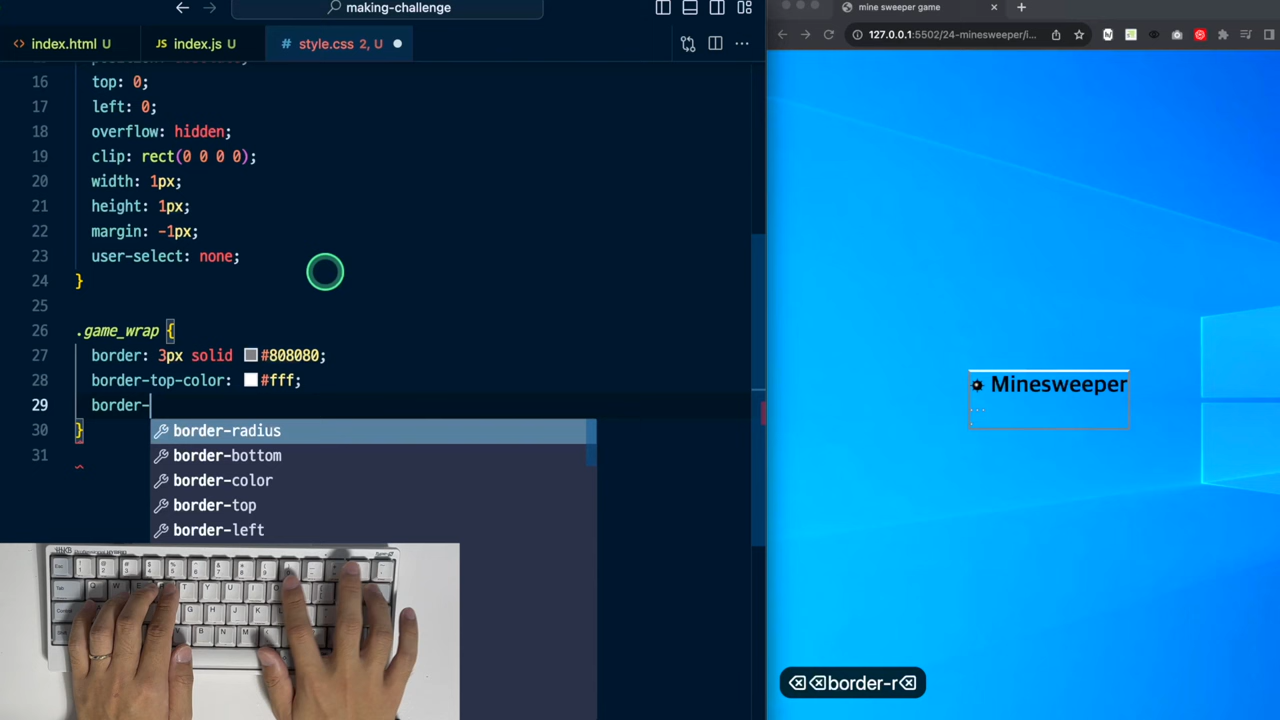 making-challenge
index.html U
JS index.js U
# style.css 2, U
mine sweeper game
127.0.0.1:5502/24-minesweeper/i...
16 top: 0;
17 left: 0;
18 overflow: hidden;
19 clip: rect(0 0 0 0);
20 width: 1px;
21 height: 1px;
22 margin: -1px;
23 user-select: none;
24 }
25
26 .game_wrap {
27 border: 3px solid #808080;
28 border-top-color: #fff;
29 border-
30 }
31
border-radius
border-bottom
border-color
border-top
border-left
Minesweeper
⌫⌫border-r⌫